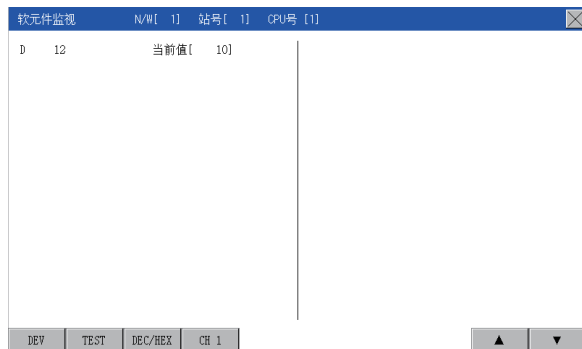 软元件监视 N/W[ 1] 站号[ 1] CPU号 [1]
D 12 当前值[ 10]
DEV TEST DEC/HEX CH 1 ▲ ▼